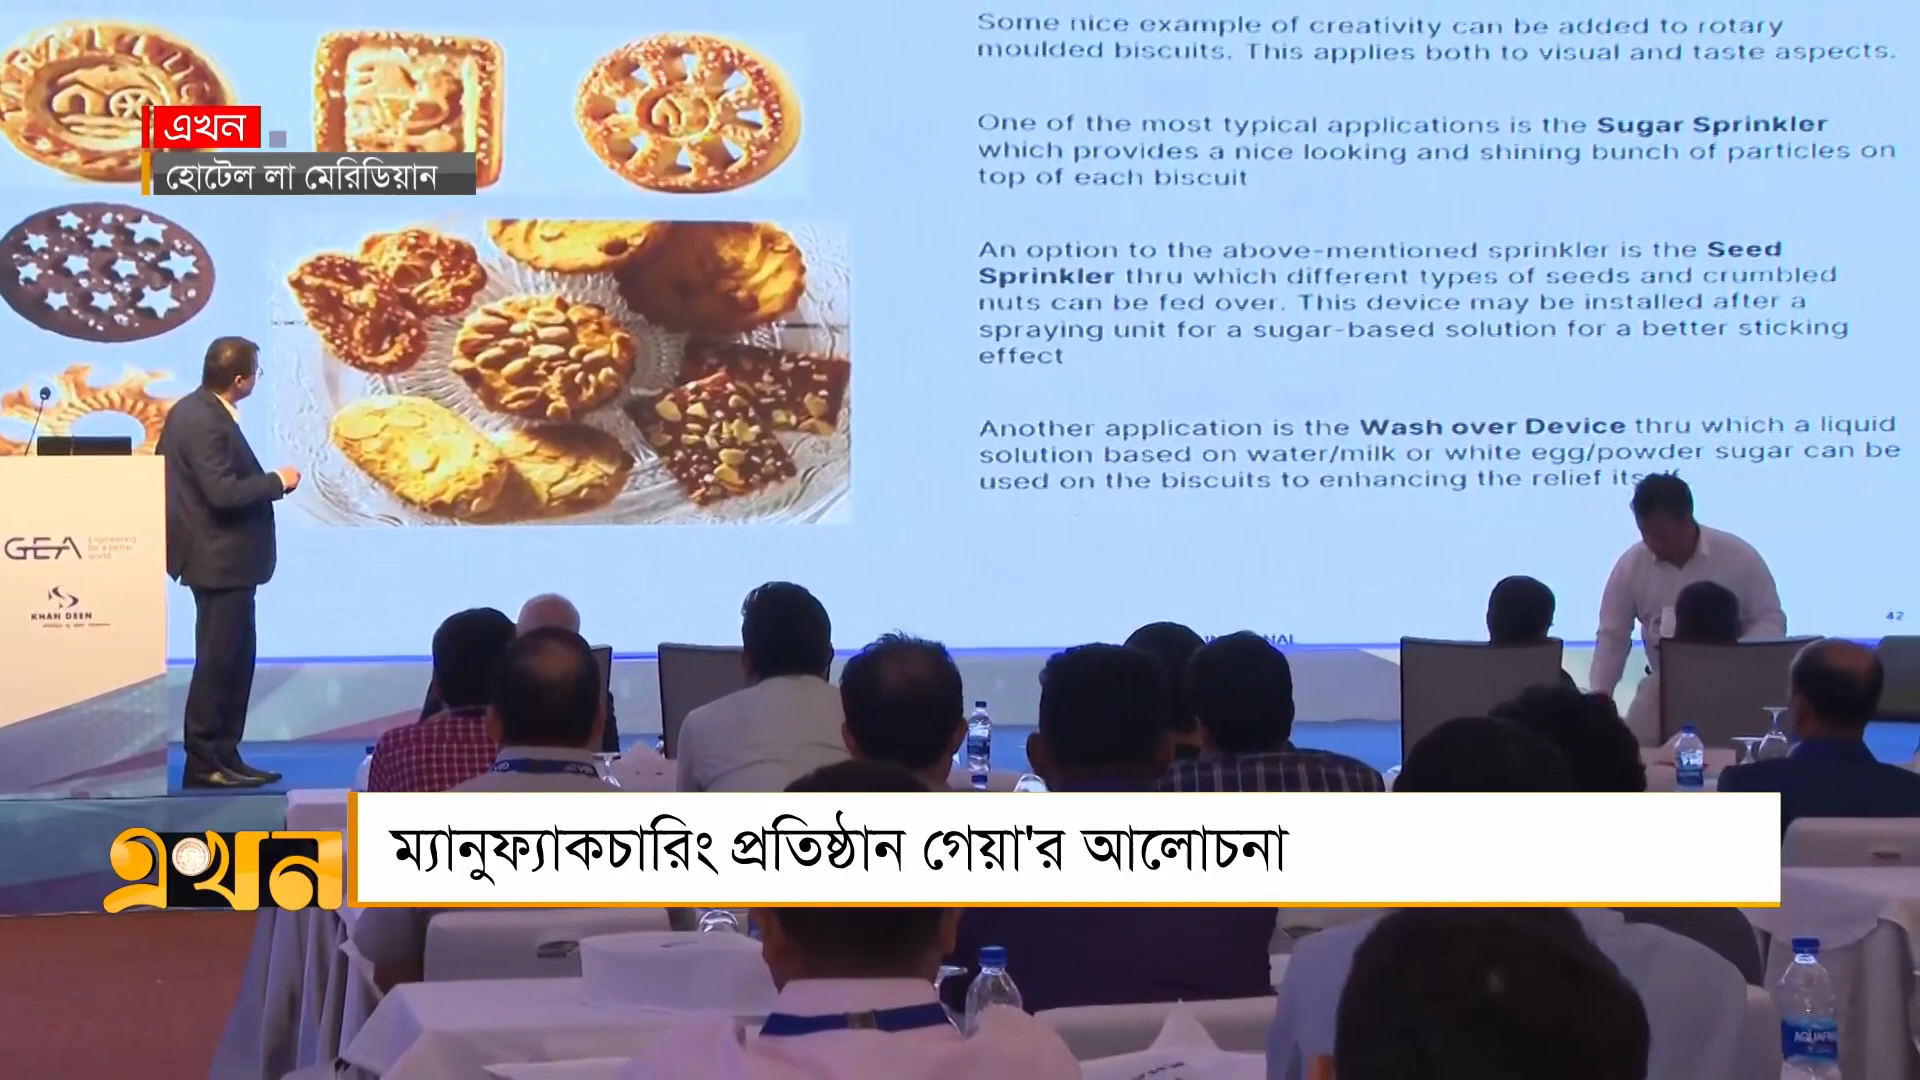 Some nice example of creativity can be added to rotary
moulded biscuits. This applies both to visual and taste aspects.
One of the most typical applications is the Sugar Sprinkler
which provides a nice looking and shining bunch of particles on
top of each biscuit
An option to the above-mentioned sprinkler is the Seed
Sprinkler thru which different types of seeds and crumbled
nuts can be fed over. This device may be installed after a
spraying unit for a sugar-based solution for a better sticking
effect
Another application is the Wash over Device thru which a liquid
solution based on water/milk or white egg/powder sugar can be
used on the biscuits to enhancing the relief
42
এখন
হোটেল লা মেরিডিয়ান
GEA Engineering
for a better
world
KHAN DEEN
এখন
ম্যানুফ্যাকচারিং প্রতিষ্ঠান গেয়া'র আলোচনা